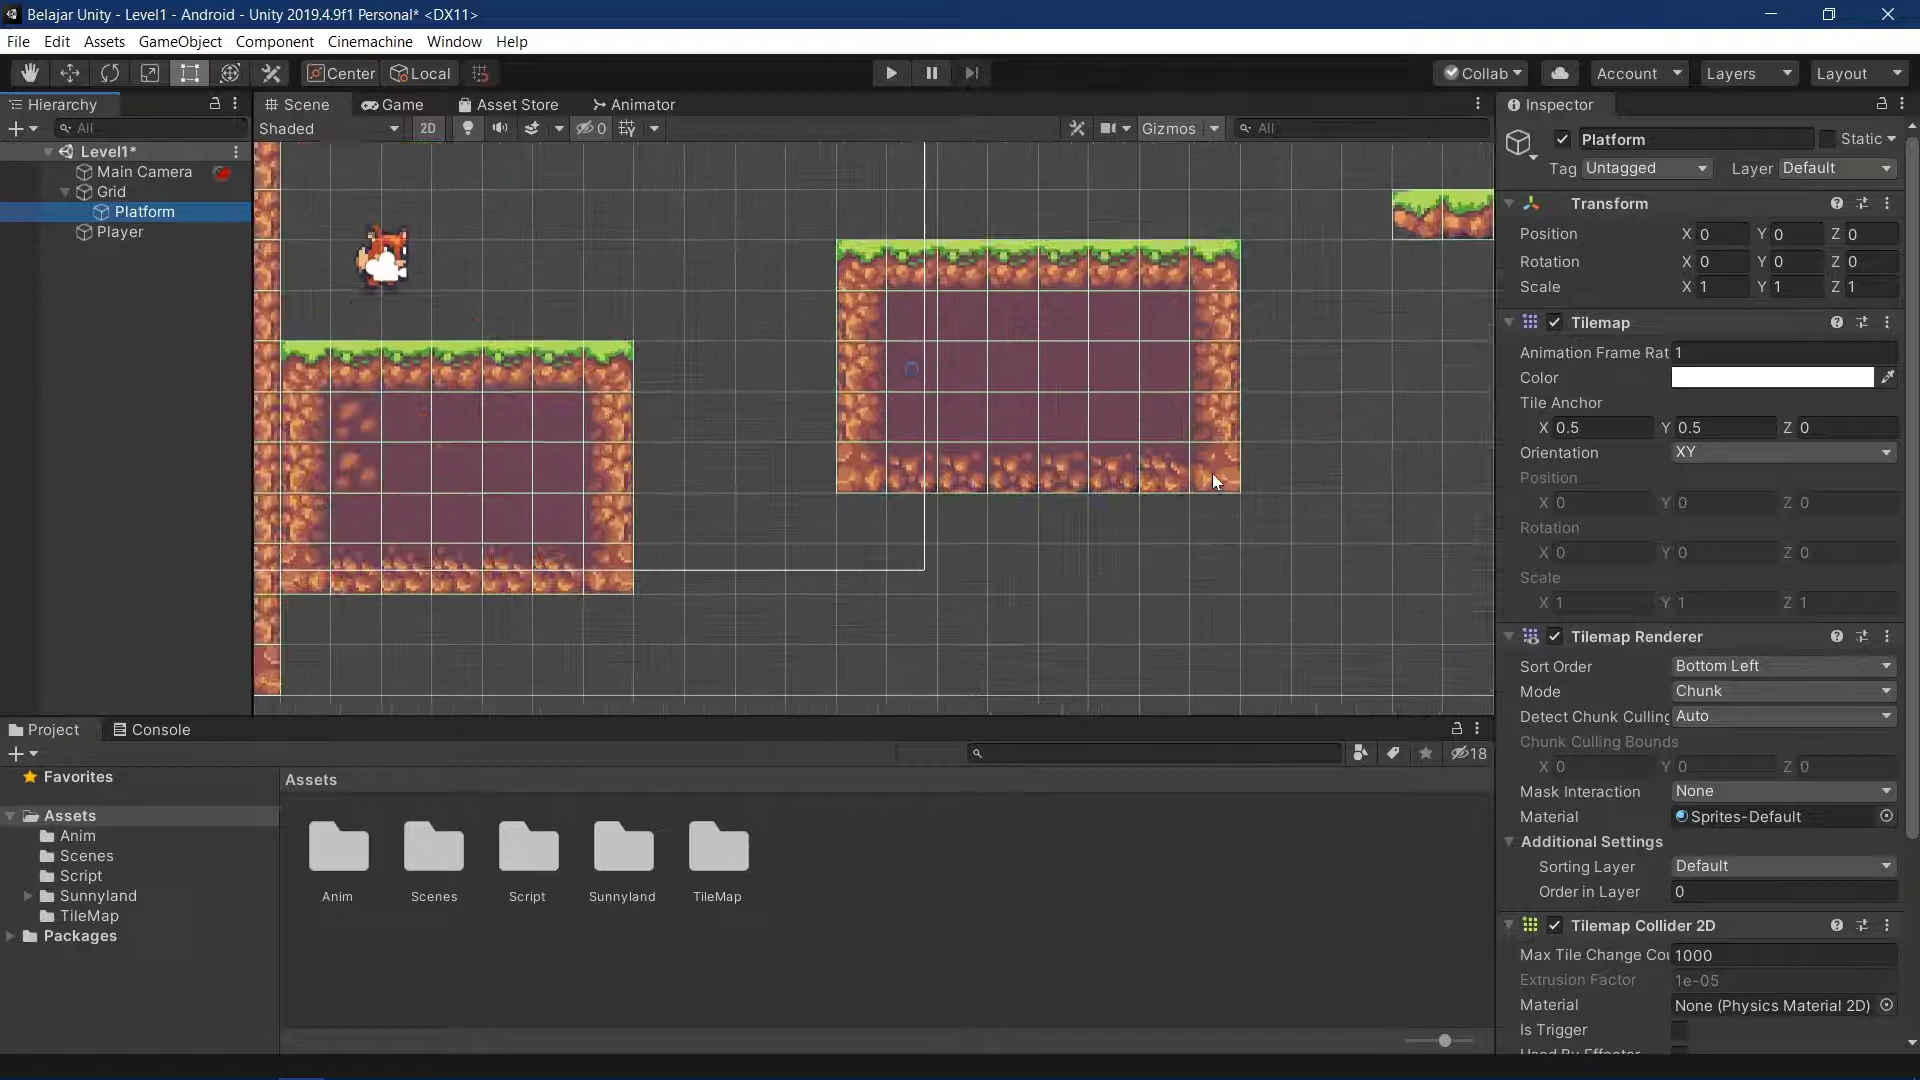 Belajar Unity - Level1 - Android - Unity 2019.4.9f1 Personal* <DX11>
File Edit Assets GameObject Component Cinemachine Window Help
Center Local Collab Account Layers Layout
Hierarchy
All
Level1*
Main Camera
Grid
Platform
Player
Scene Game Asset Store Animator
Shaded 2D 0 Gizmos All
Inspector
Platform Static
Tag Untagged Layer Default
Transform
Position X 0 Y 0 Z 0
Rotation X 0 Y 0 Z 0
Scale X 1 Y 1 Z 1
Tilemap
Animation Frame Rat 1
Color
Tile Anchor
X 0.5 Y 0.5 Z 0
Orientation XY
Position
X 0 Y 0 Z 0
Rotation
X 0 Y 0 Z 0
Scale
X 1 Y 1 Z 1
Tilemap Renderer
Sort Order Bottom Left
Mode Chunk
Detect Chunk Culling Auto
Chunk Culling Bounds
X 0 Y 0 Z 0
Mask Interaction None
Material Sprites-Default
Additional Settings
Sorting Layer Default
Order in Layer 0
Tilemap Collider 2D
Max Tile Change Cou 1000
Extrusion Factor 1e-05
Material None (Physics Material 2D)
Is Trigger
Used By Effector
Project Console
18
Favorites
Assets
Anim
Scenes
Script
Sunnyland
TileMap
Packages
Assets
Anim Scenes Script Sunnyland TileMap